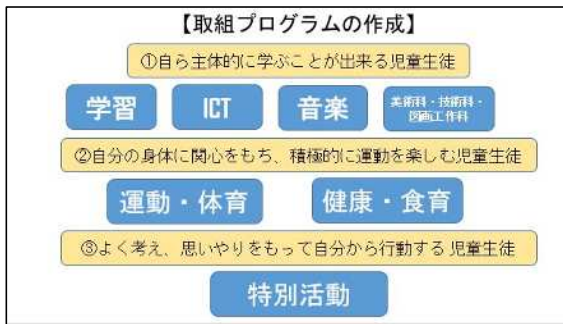 【取組プログラムの作成】
①自ら主体的に学ぶことが出来る児童生徒
学習 ICT 音楽 美術科・技術科・
図画工作科
②自分の身体に関心をもち、積極的に運動を楽しむ児童生徒
運動・体育 健康・食育
③よく考え、思いやりをもって自分から行動する児童生徒
特別活動